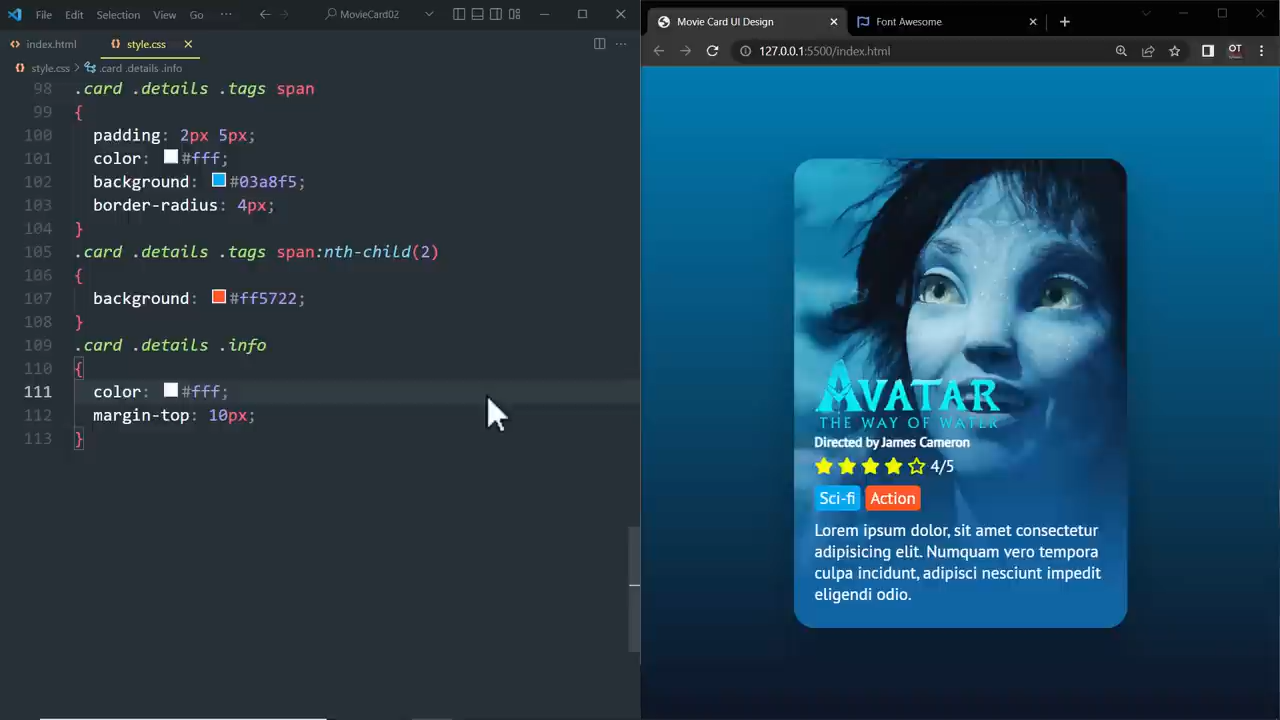 File Edit Selection View Go ··· MovieCard02
index.html style.css
style.css > .card .details .info
98 .card .details .tags span
99 {
100 padding: 2px 5px;
101 color: #fff;
102 background: #03a8f5;
103 border-radius: 4px;
104 }
105 .card .details .tags span:nth-child(2)
106 {
107 background: #ff5722;
108 }
109 .card .details .info
110 {
111 color: #fff;
112 margin-top: 10px;
113 }
Movie Card UI Design Font Awesome
127.0.0.1:5500/index.html OT
AVATAR
THE WAY OF WATER
Directed by James Cameron
4/5
Sci-fi Action
Lorem ipsum dolor, sit amet consectetur
adipisicing elit. Numquam vero tempora
culpa incidunt, adipisci nesciunt impedit
eligendi odio.